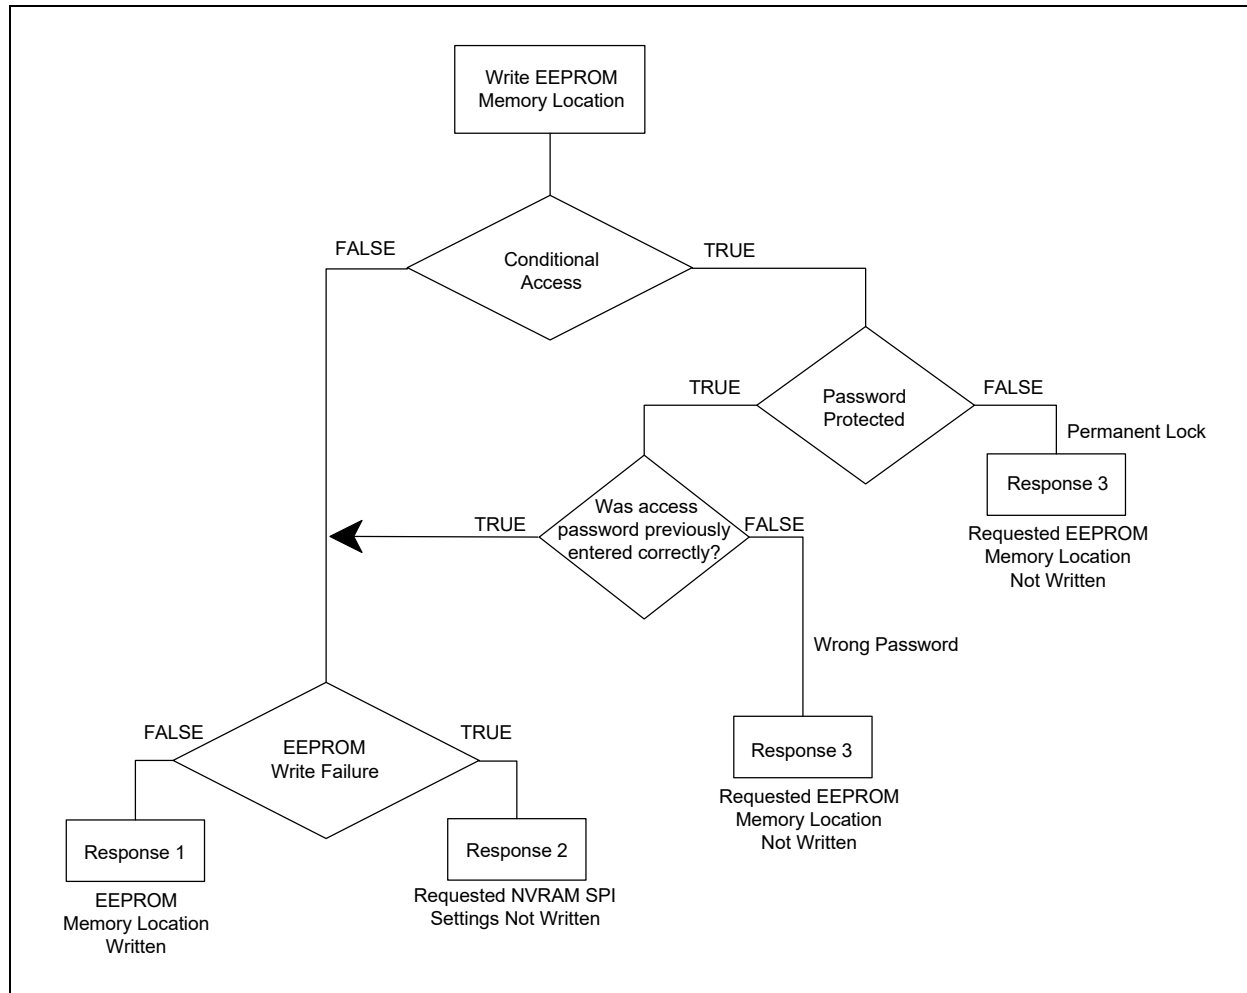 Write EEPROM
Memory Location
FALSE
TRUE
Conditional
Access
TRUE
FALSE
Password
Protected
Permanent Lock
Response 3
Requested EEPROM
Memory Location
Not Written
TRUE
FALSE
Was access
password previously
entered correctly?
Wrong Password
Response 3
Requested EEPROM
Memory Location
Not Written
FALSE
TRUE
EEPROM
Write Failure
Response 1
EEPROM
Memory Location
Written
Response 2
Requested NVRAM SPI
Settings Not Written